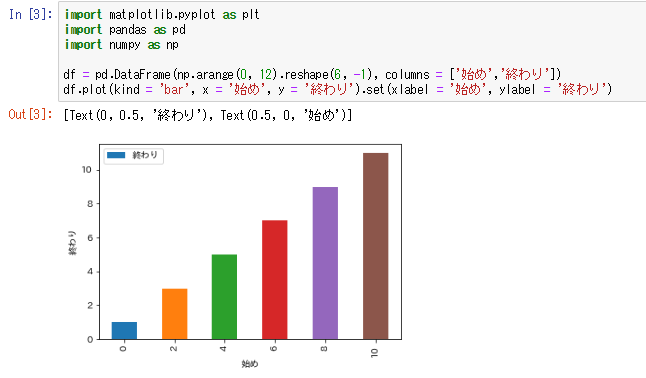 In [3]: import matplotlib.pyplot as plt
import pandas as pd
import numpy as np
df = pd.DataFrame(np.arange(0, 12).reshape(6, -1), columns = ['始め','終わり'])
df.plot(kind = 'bar', x = '始め', y = '終わり').set(xlabel = '始め', ylabel = '終わり')
Out[3]: [Text(0, 0.5, '終わり'), Text(0.5, 0, '始め')]
終わり
10
8
6
4
2
0
終わり
0 2 4 6 8 10
始め